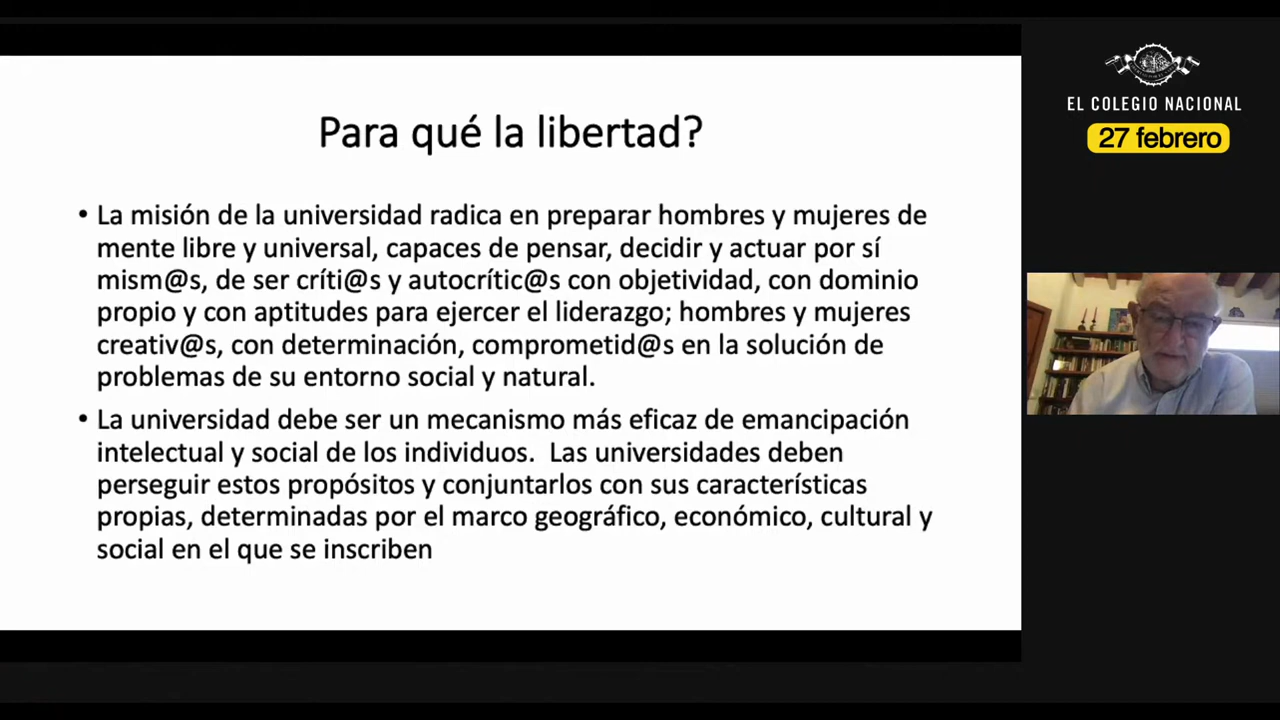 Para qué la libertad?
• La misión de la universidad radica en preparar hombres y mujeres de
mente libre y universal, capaces de pensar, decidir y actuar por sí
mism@s, de ser críti@s y autocrític@s con objetividad, con dominio
propio y con aptitudes para ejercer el liderazgo; hombres y mujeres
creativ@s, con determinación, comprometid@s en la solución de
problemas de su entorno social y natural.
• La universidad debe ser un mecanismo más eficaz de emancipación
intelectual y social de los individuos.  Las universidades deben
perseguir estos propósitos y conjuntarlos con sus características
propias, determinadas por el marco geográfico, económico, cultural y
social en el que se inscriben
EL COLEGIO NACIONAL
27 febrero